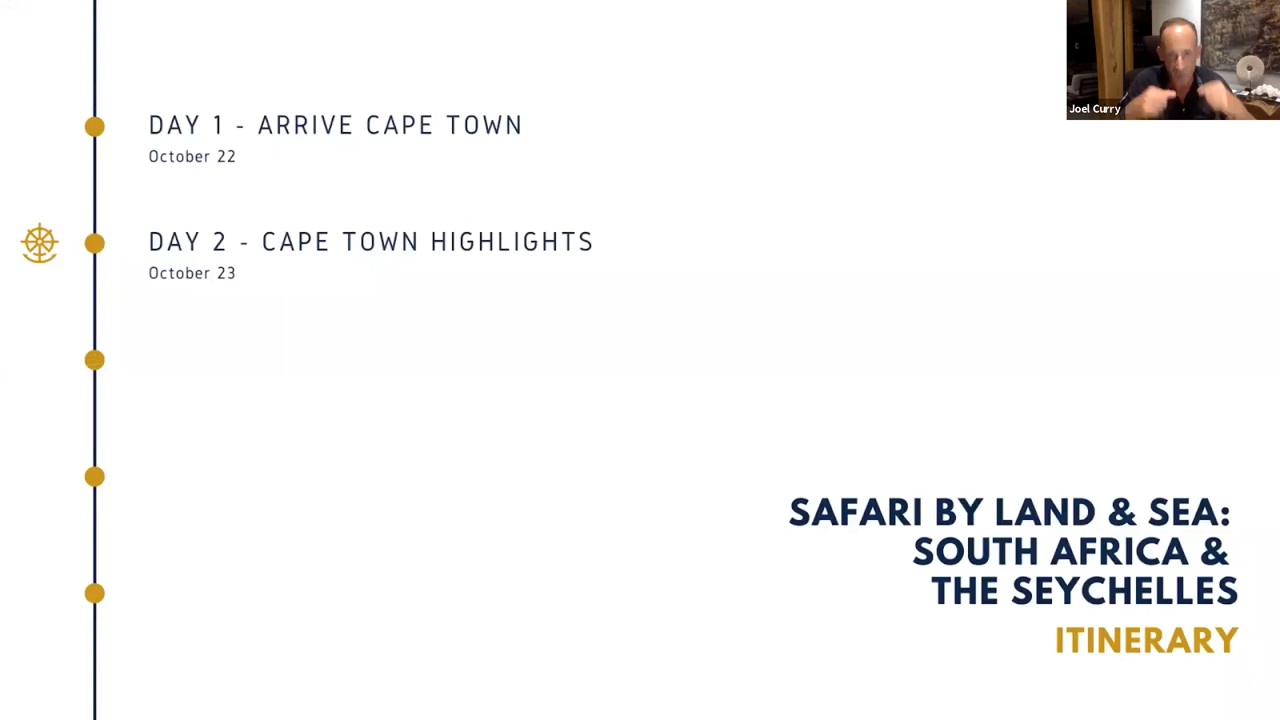 DAY 1 - ARRIVE CAPE TOWN
October 22
DAY 2 - CAPE TOWN HIGHLIGHTS
October 23
SAFARI BY LAND & SEA:
SOUTH AFRICA &
THE SEYCHELLES
ITINERARY
Joel Curry